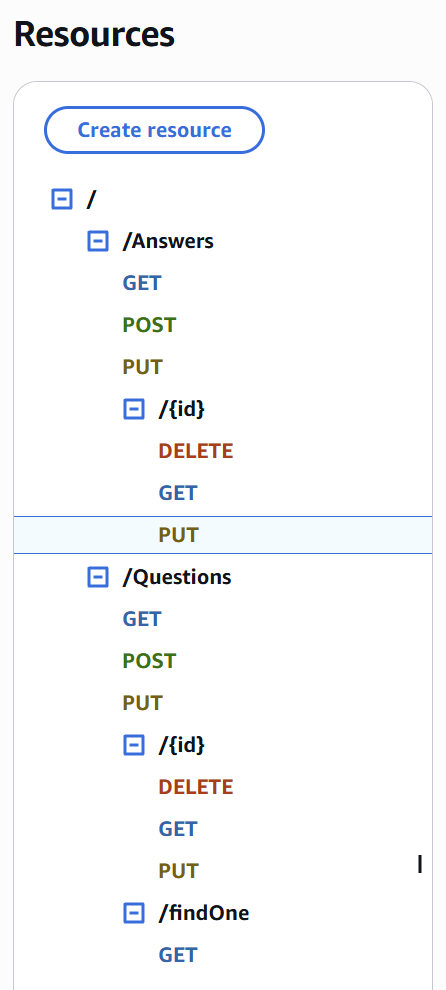 Resources
Create resource
/
/Answers
GET
POST
PUT
/{id}
DELETE
GET
PUT
/Questions
GET
POST
PUT
/{id}
DELETE
GET
PUT
/findOne
GET